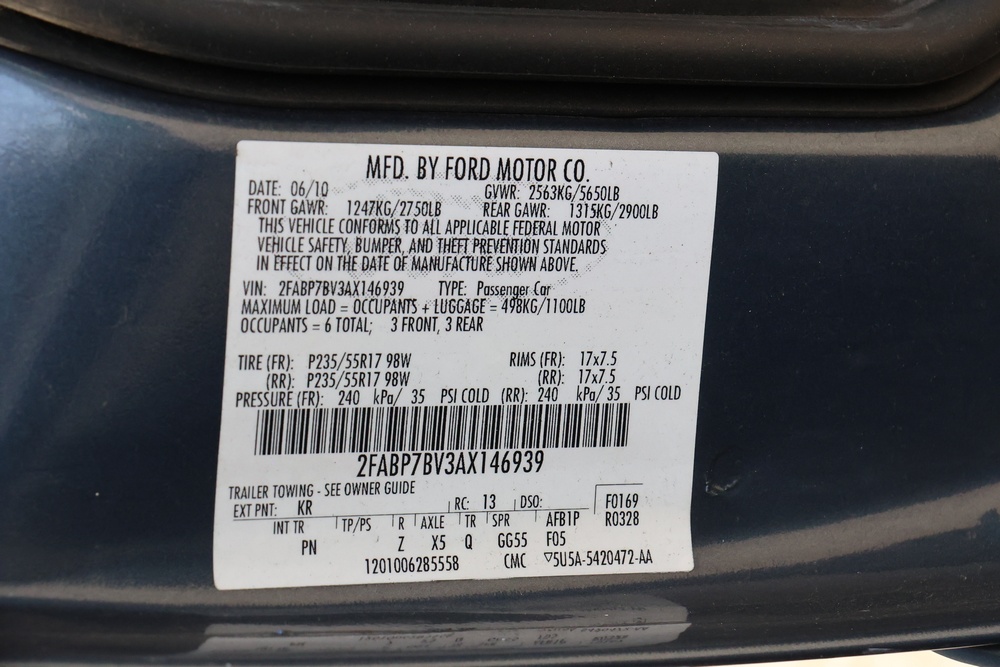 MFD. BY FORD MOTOR CO.
DATE: 06/10 GVWR: 2563KG/5650LB
FRONT GAWR: 1247KG/2750LB REAR GAWR: 1315KG/2900LB
THIS VEHICLE CONFORMS TO ALL APPLICABLE FEDERAL MOTOR
VEHICLE SAFETY, BUMPER, AND THEFT PREVENTION STANDARDS
IN EFFECT ON THE DATE OF MANUFACTURE SHOWN ABOVE.
VIN: 2FABP7BV3AX146939 TYPE: Passenger Car
MAXIMUM LOAD = OCCUPANTS + LUGGAGE = 498KG/1100LB
OCCUPANTS = 6 TOTAL; 3 FRONT, 3 REAR
TIRE (FR): P235/55R17 98W RIMS (FR): 17x7.5
(RR): P235/55R17 98W (RR): 17x7.5
PRESSURE (FR): 240 kPa/ 35 PSI COLD (RR): 240 kPa/ 35 PSI COLD
2FABP7BV3AX146939
TRAILER TOWING - SEE OWNER GUIDE
EXT PNT: KR RC: 13 DSO: F0169
INT TR TP/PS R AXLE TR SPR AFB1P R0328
PN Z X5 Q GG55 F05
1201006285558 CMC ▽5U5A-5420472-AA